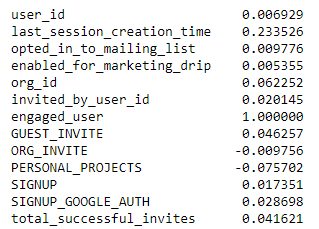 user_id 0.006929
last_session_creation_time 0.233526
opted_in_to_mailing_list 0.009776
enabled_for_marketing_drip 0.005355
org_id 0.062252
invited_by_user_id 0.020145
engaged_user 1.000000
GUEST_INVITE 0.046257
ORG_INVITE -0.009756
PERSONAL_PROJECTS -0.075702
SIGNUP 0.017351
SIGNUP_GOOGLE_AUTH 0.028698
total_successful_invites 0.041621